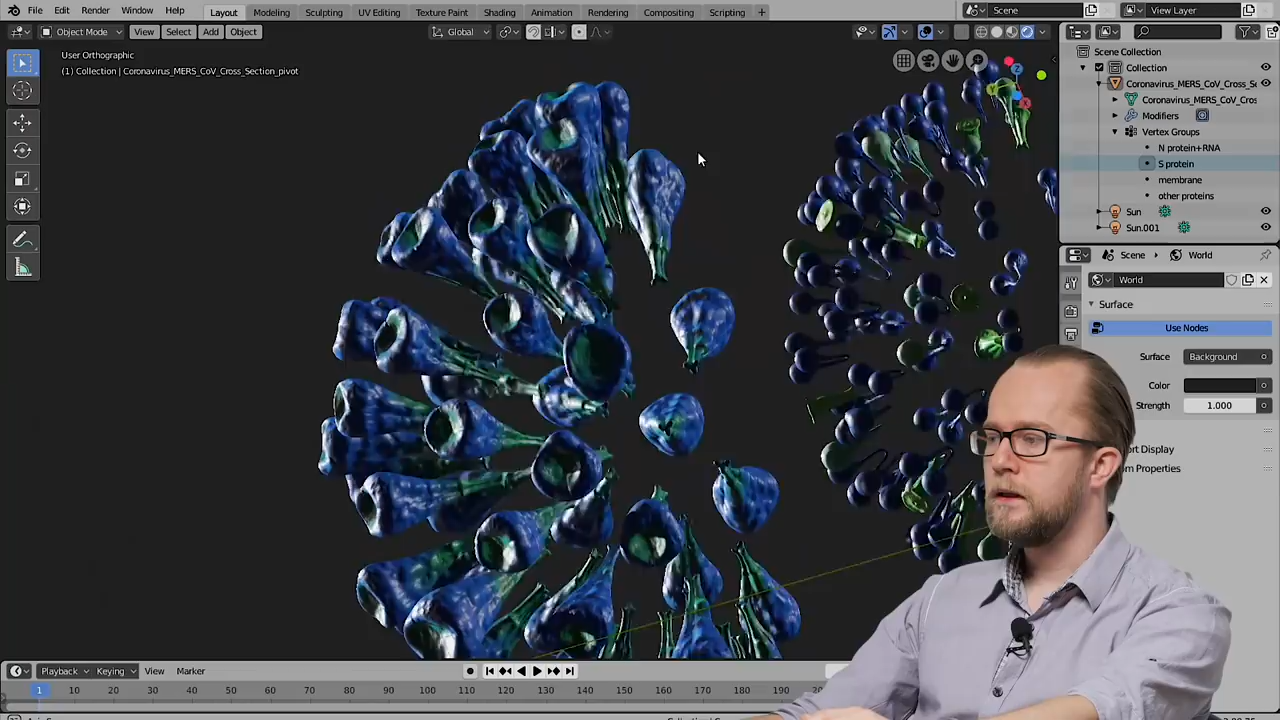 File Edit Render Window Help
Layout Modeling Sculpting UV Editing Texture Paint Shading Animation Rendering Compositing Scripting +
Scene
View Layer
Object Mode View Select Add Object
Global
User Orthographic
(1) Collection | Coronavirus_MERS_CoV_Cross_Section_pivot
Scene Collection
Collection
Coronavirus_MERS_CoV_Cross_Se
Coronavirus_MERS_CoV_Cros
Modifiers
Vertex Groups
N protein+RNA
S protein
membrane
other proteins
Sun
Sun.001
Scene World
World
Surface
Use Nodes
Surface Background
Color
Strength 1.000
ort Display
m Properties
Playback Keying View Marker
1 10 20 30 40 50 60 70 80 90 100 110 120 130 140 150 160 170 180 190